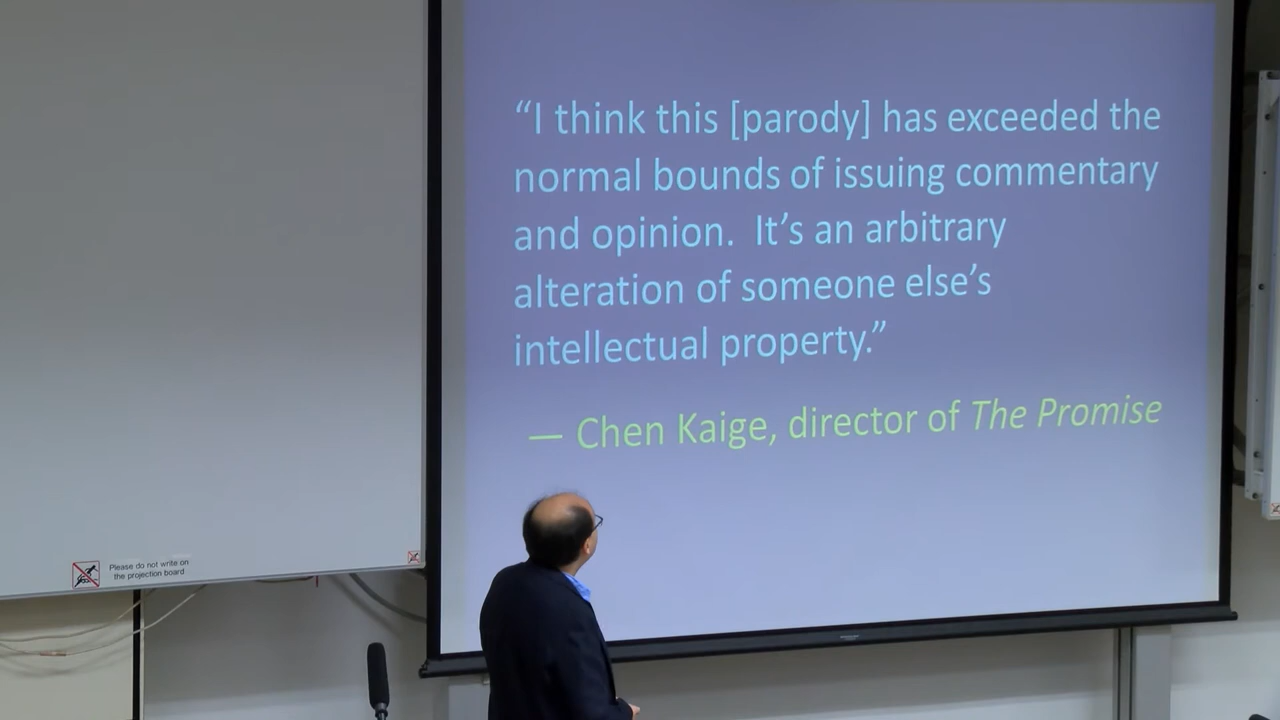 “I think this [parody] has exceeded the
normal bounds of issuing commentary
and opinion.  It’s an arbitrary
alteration of someone else’s
intellectual property.”
— Chen Kaige, director of The Promise
Please do not write on
the projection board